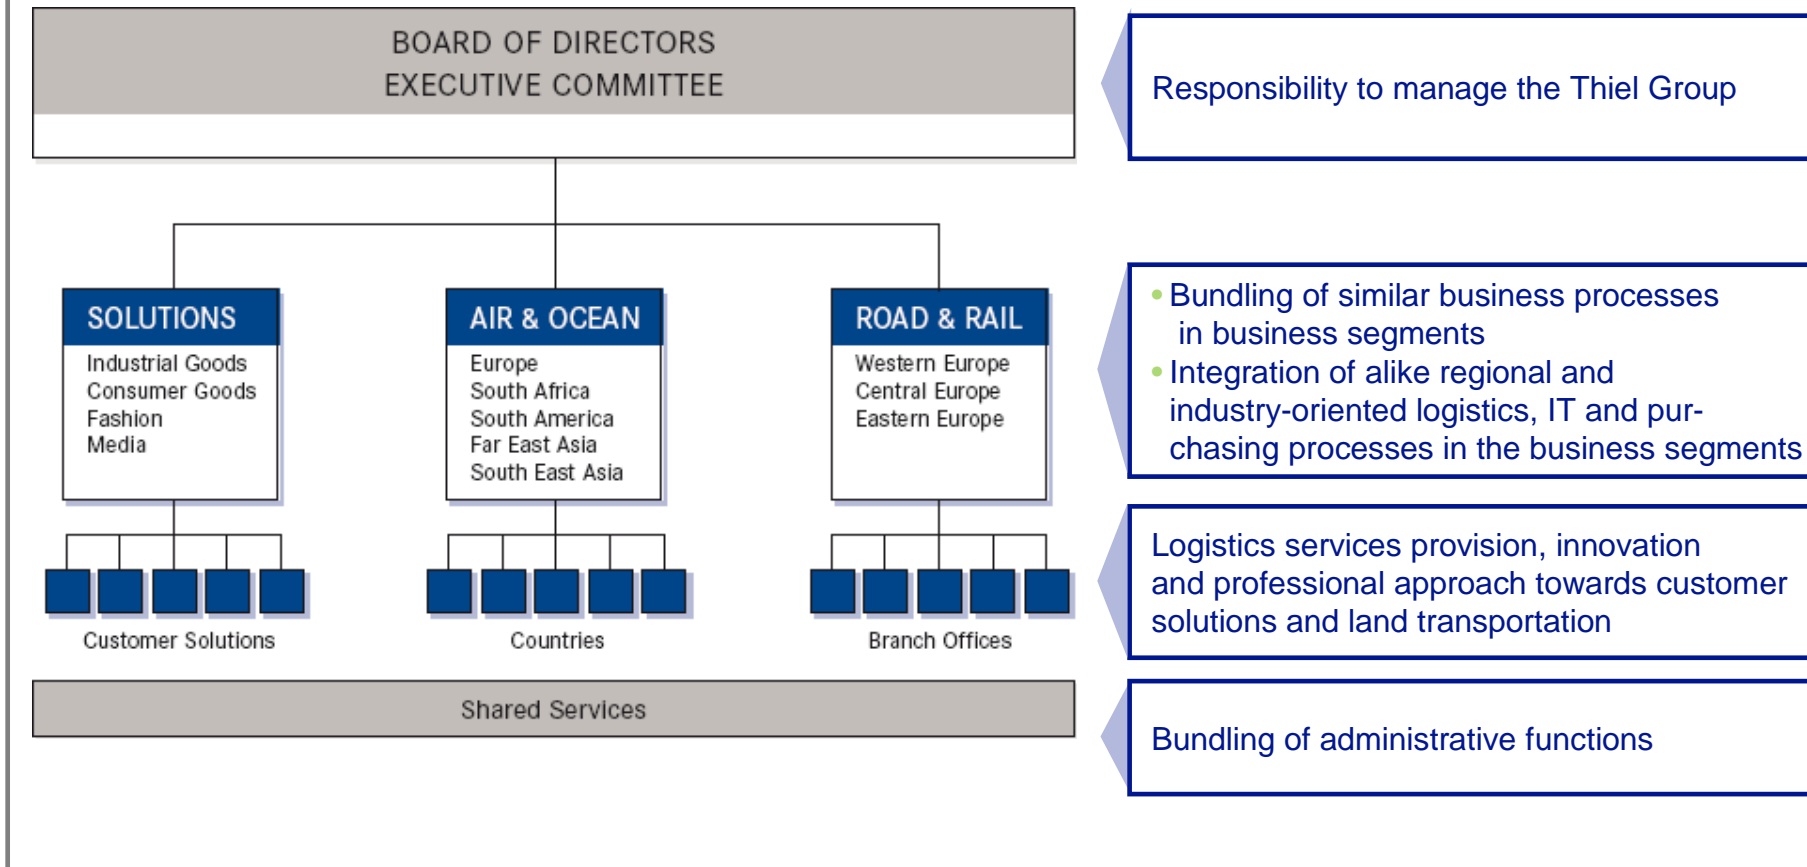 BOARD OF DIRECTORS
EXECUTIVE COMMITTEE
Responsibility to manage the Thiel Group
SOLUTIONS
Industrial Goods
Consumer Goods
Fashion
Media
AIR & OCEAN
Europe
South Africa
South America
Far East Asia
South East Asia
ROAD & RAIL
Western Europe
Central Europe
Eastern Europe
• Bundling of similar business processes
in business segments
• Integration of alike regional and
industry-oriented logistics, IT and pur-
chasing processes in the business segments
Customer Solutions
Countries
Branch Offices
Logistics services provision, innovation
and professional approach towards customer
solutions and land transportation
Shared Services
Bundling of administrative functions